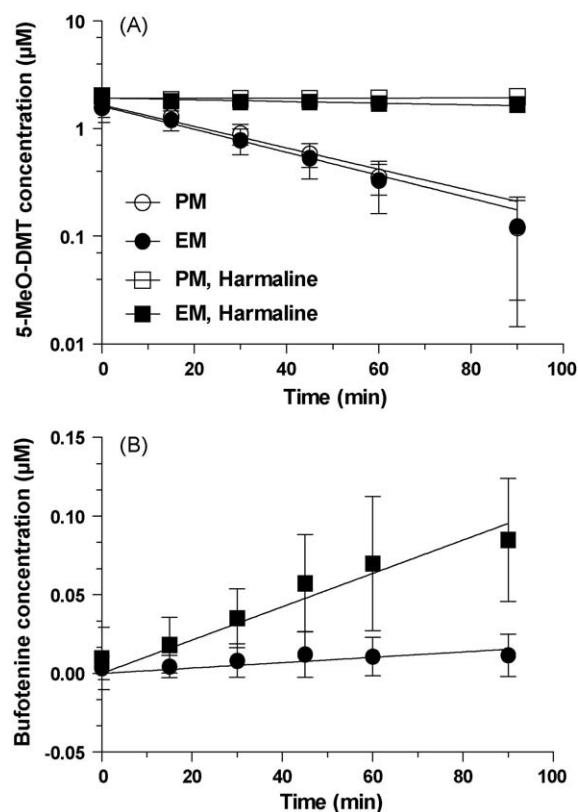 (A)
5-MeO-DMT concentration (µM)
10
1
0.1
0.01
PM
EM
PM, Harmaline
EM, Harmaline
0 20 40 60 80 100
Time (min)
(B)
Bufotenine concentration (µM)
0.15
0.10
0.05
0.00
-0.05
0 20 40 60 80 100
Time (min)